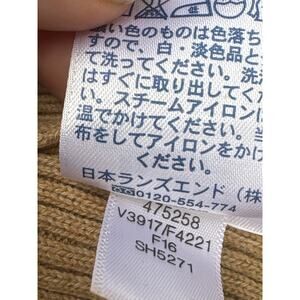 濃い色のものは色落ち
すので、白・淡色品と
て洗ってください。洗
はすぐに取り出してく
い。スチームアイロンは
温でかけてください。当
布をしてアイロンをかけ
ください。
日本ランズエンド(株
0120-554-774
475258
V3917/F4221
F16
SH5271